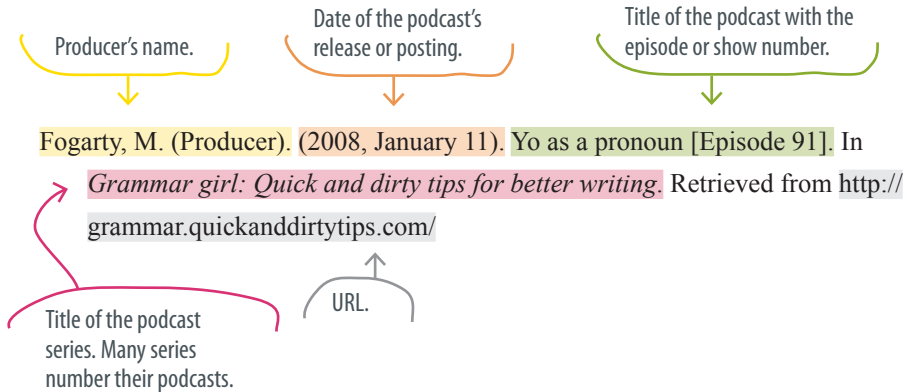 Producer’s name.
Date of the podcast’s
release or posting.
Title of the podcast with the
episode or show number.
Fogarty, M. (Producer). (2008, January 11). Yo as a pronoun [Episode 91]. In
Grammar girl: Quick and dirty tips for better writing. Retrieved from http://
grammar.quickanddirtytips.com/
Title of the podcast
series. Many series
number their podcasts.
URL.